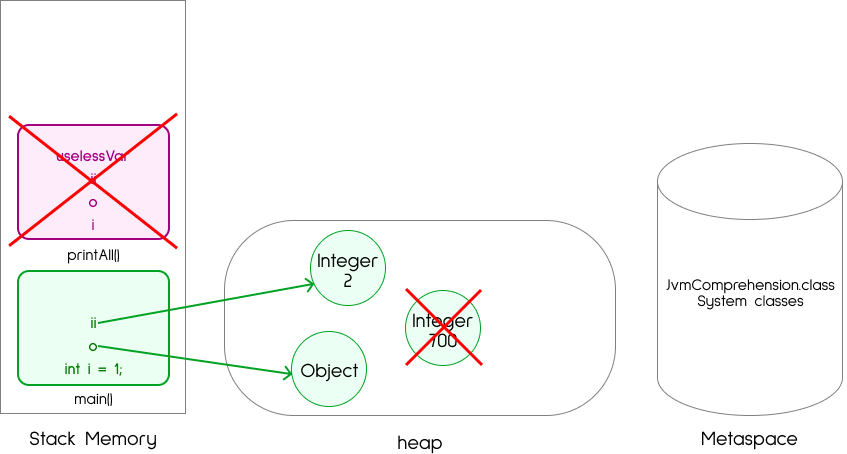 uselessVar
ii
o
i
printAll()
ii
o
int i = 1;
main()
Stack Memory
Integer
2
Integer
700
Object
heap
JvmComprehension.class
System classes
Metaspace